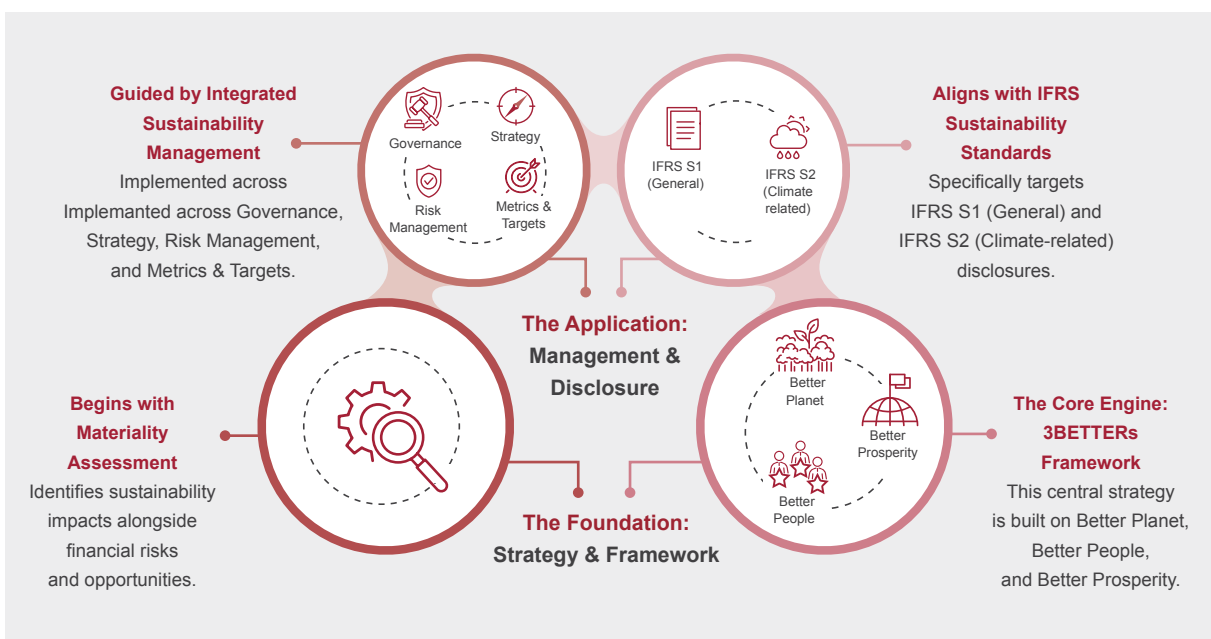 Guided by Integrated
Sustainability
Management
Implemented across
Implemanted across Governance,
Strategy, Risk Management,
and Metrics & Targets.
Governance
Strategy
Risk
Management
Metrics &
Targets
IFRS S1
(General)
IFRS S2
(Climate
related)
Aligns with IFRS
Sustainability
Standards
Specifically targets
IFRS S1 (General) and
IFRS S2 (Climate-related)
disclosures.
The Application:
Management &
Disclosure
Begins with
Materiality
Assessment
Identifies sustainability
impacts alongside
financial risks
and opportunities.
The Foundation:
Strategy & Framework
Better
Planet
Better
Prosperity
Better
People
The Core Engine:
3BETTERs
Framework
This central strategy
is built on Better Planet,
Better People,
and Better Prosperity.